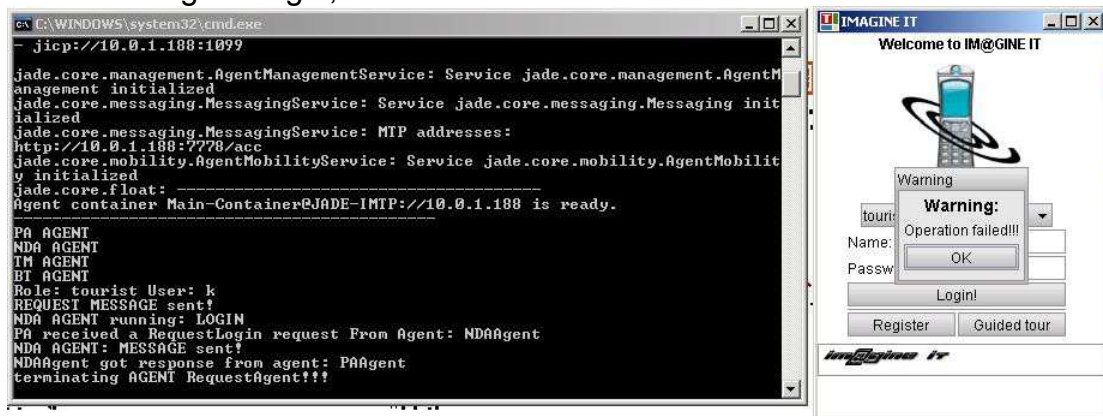 C:\WINDOWS\system32\cmd.exe
- jicp://10.0.1.188:1099
jade.core.management.AgentManagementService: Service jade.core.management.AgentM
anagement initialized
jade.core.messaging.MessagingService: Service jade.core.messaging.Messaging init
ialized
jade.core.messaging.MessagingService: MTP addresses:
http://10.0.1.188:7778/acc
jade.core.mobility.AgentMobilityService: Service jade.core.mobility.AgentMobilit
y initialized
jade.core.float: --------------------------------------
Agent container Main-Container@JADE-IMTP://10.0.1.188 is ready.
--------------------------------------------
PA AGENT
NDA AGENT
TM AGENT
BT AGENT
Role: tourist User: k
REQUEST MESSAGE sent!
NDA AGENT running: LOGIN
PA received a RequestLogin request From Agent: NDAAgent
NDA AGENT: MESSAGE sent!
NDAAgent got response from agent: PAAgent
terminating AGENT RequestAgent!!!
IMAGINE IT
Welcome to IM@GINE IT
Warning
Warning:
Operation failed!!!
OK
touris
Name:
Passw
Login!
Register Guided tour
im@gine it